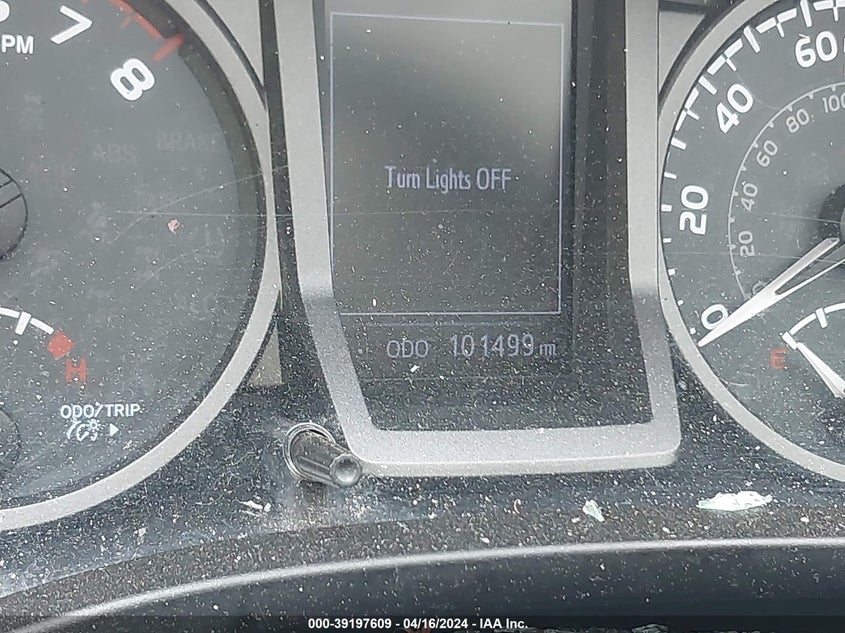 PM
7
8
BRAKE
ABS
H
ODO/TRIP
Turn Lights OFF
ODO 101499 mi
0
20
40
60
20
40
60
80
100
E
000-39197609 - 04/16/2024 - IAA Inc.